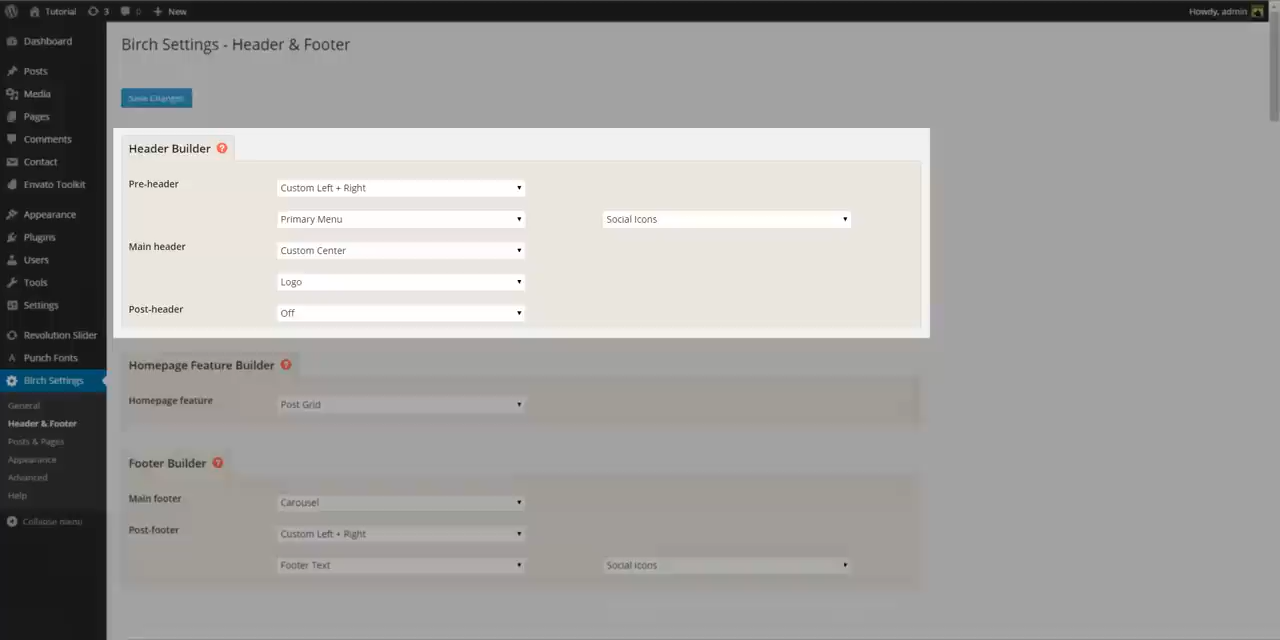 Tutorial 3 0 New Howdy, admin
Dashboard
Posts
Media
Pages
Comments
Contact
Envato Toolkit
Appearance
Plugins
Users
Tools
Settings
Revolution Slider
Punch Fonts
Birch Settings
General
Header & Footer
Posts & Pages
Appearance
Advanced
Help
Collapse menu
Birch Settings - Header & Footer
Save Changes
Header Builder ?
Pre-header Custom Left + Right
Primary Menu Social Icons
Main header Custom Center
Logo
Post-header Off
Homepage Feature Builder ?
Homepage feature Post Grid
Footer Builder ?
Main footer Carousel
Post-footer Custom Left + Right
Footer Text Social Icons